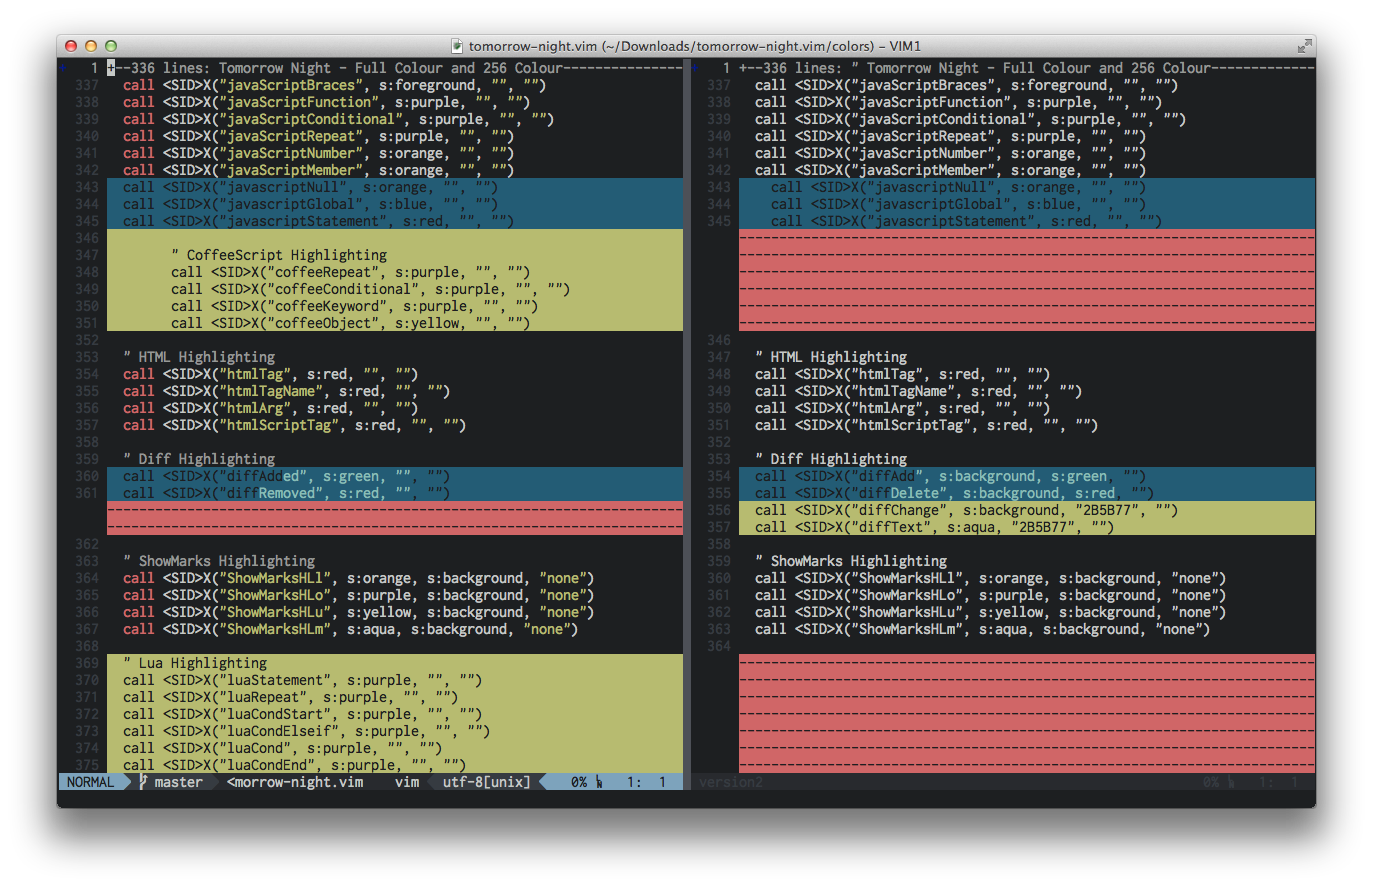 tomorrow-night.vim (~/Downloads/tomorrow-night.vim/colors) – VIM1
1 +--336 lines: Tomorrow Night - Full Colour and 256 Colour---------------
337 call <SID>X("javaScriptBraces", s:foreground, "", "")
338 call <SID>X("javaScriptFunction", s:purple, "", "")
339 call <SID>X("javaScriptConditional", s:purple, "", "")
340 call <SID>X("javaScriptRepeat", s:purple, "", "")
341 call <SID>X("javaScriptNumber", s:orange, "", "")
342 call <SID>X("javaScriptMember", s:orange, "", "")
343 call <SID>X("javascriptNull", s:orange, "", "")
344 call <SID>X("javascriptGlobal", s:blue, "", "")
345 call <SID>X("javascriptStatement", s:red, "", "")
346
347 " CoffeeScript Highlighting
348 call <SID>X("coffeeRepeat", s:purple, "", "")
349 call <SID>X("coffeeConditional", s:purple, "", "")
350 call <SID>X("coffeeKeyword", s:purple, "", "")
351 call <SID>X("coffeeObject", s:yellow, "", "")
352
353 " HTML Highlighting
354 call <SID>X("htmlTag", s:red, "", "")
355 call <SID>X("htmlTagName", s:red, "", "")
356 call <SID>X("htmlArg", s:red, "", "")
357 call <SID>X("htmlScriptTag", s:red, "", "")
358
359 " Diff Highlighting
360 call <SID>X("diffAdded", s:green, "", "")
361 call <SID>X("diffRemoved", s:red, "", "")
362
363 " ShowMarks Highlighting
364 call <SID>X("ShowMarksHLl", s:orange, s:background, "none")
365 call <SID>X("ShowMarksHLo", s:purple, s:background, "none")
366 call <SID>X("ShowMarksHLu", s:yellow, s:background, "none")
367 call <SID>X("ShowMarksHLm", s:aqua, s:background, "none")
368
369 " Lua Highlighting
370 call <SID>X("luaStatement", s:purple, "", "")
371 call <SID>X("luaRepeat", s:purple, "", "")
372 call <SID>X("luaCondStart", s:purple, "", "")
373 call <SID>X("luaCondElseif", s:purple, "", "")
374 call <SID>X("luaCond", s:purple, "", "")
375 call <SID>X("luaCondEnd", s:purple, "", "")
NORMAL master <morrow-night.vim vim utf-8[unix] 0% 1: 1
1 +--336 lines: " Tomorrow Night - Full Colour and 256 Colour-------------
337 call <SID>X("javaScriptBraces", s:foreground, "", "")
338 call <SID>X("javaScriptFunction", s:purple, "", "")
339 call <SID>X("javaScriptConditional", s:purple, "", "")
340 call <SID>X("javaScriptRepeat", s:purple, "", "")
341 call <SID>X("javaScriptNumber", s:orange, "", "")
342 call <SID>X("javaScriptMember", s:orange, "", "")
343 call <SID>X("javascriptNull", s:orange, "", "")
344 call <SID>X("javascriptGlobal", s:blue, "", "")
345 call <SID>X("javascriptStatement", s:red, "", "")
346
347 " HTML Highlighting
348 call <SID>X("htmlTag", s:red, "", "")
349 call <SID>X("htmlTagName", s:red, "", "")
350 call <SID>X("htmlArg", s:red, "", "")
351 call <SID>X("htmlScriptTag", s:red, "", "")
352
353 " Diff Highlighting
354 call <SID>X("diffAdd", s:background, s:green, "")
355 call <SID>X("diffDelete", s:background, s:red, "")
356 call <SID>X("diffChange", s:background, "2B5B77", "")
357 call <SID>X("diffText", s:aqua, "2B5B77", "")
358
359 " ShowMarks Highlighting
360 call <SID>X("ShowMarksHLl", s:orange, s:background, "none")
361 call <SID>X("ShowMarksHLo", s:purple, s:background, "none")
362 call <SID>X("ShowMarksHLu", s:yellow, s:background, "none")
363 call <SID>X("ShowMarksHLm", s:aqua, s:background, "none")
364
version2 0% 1: 1